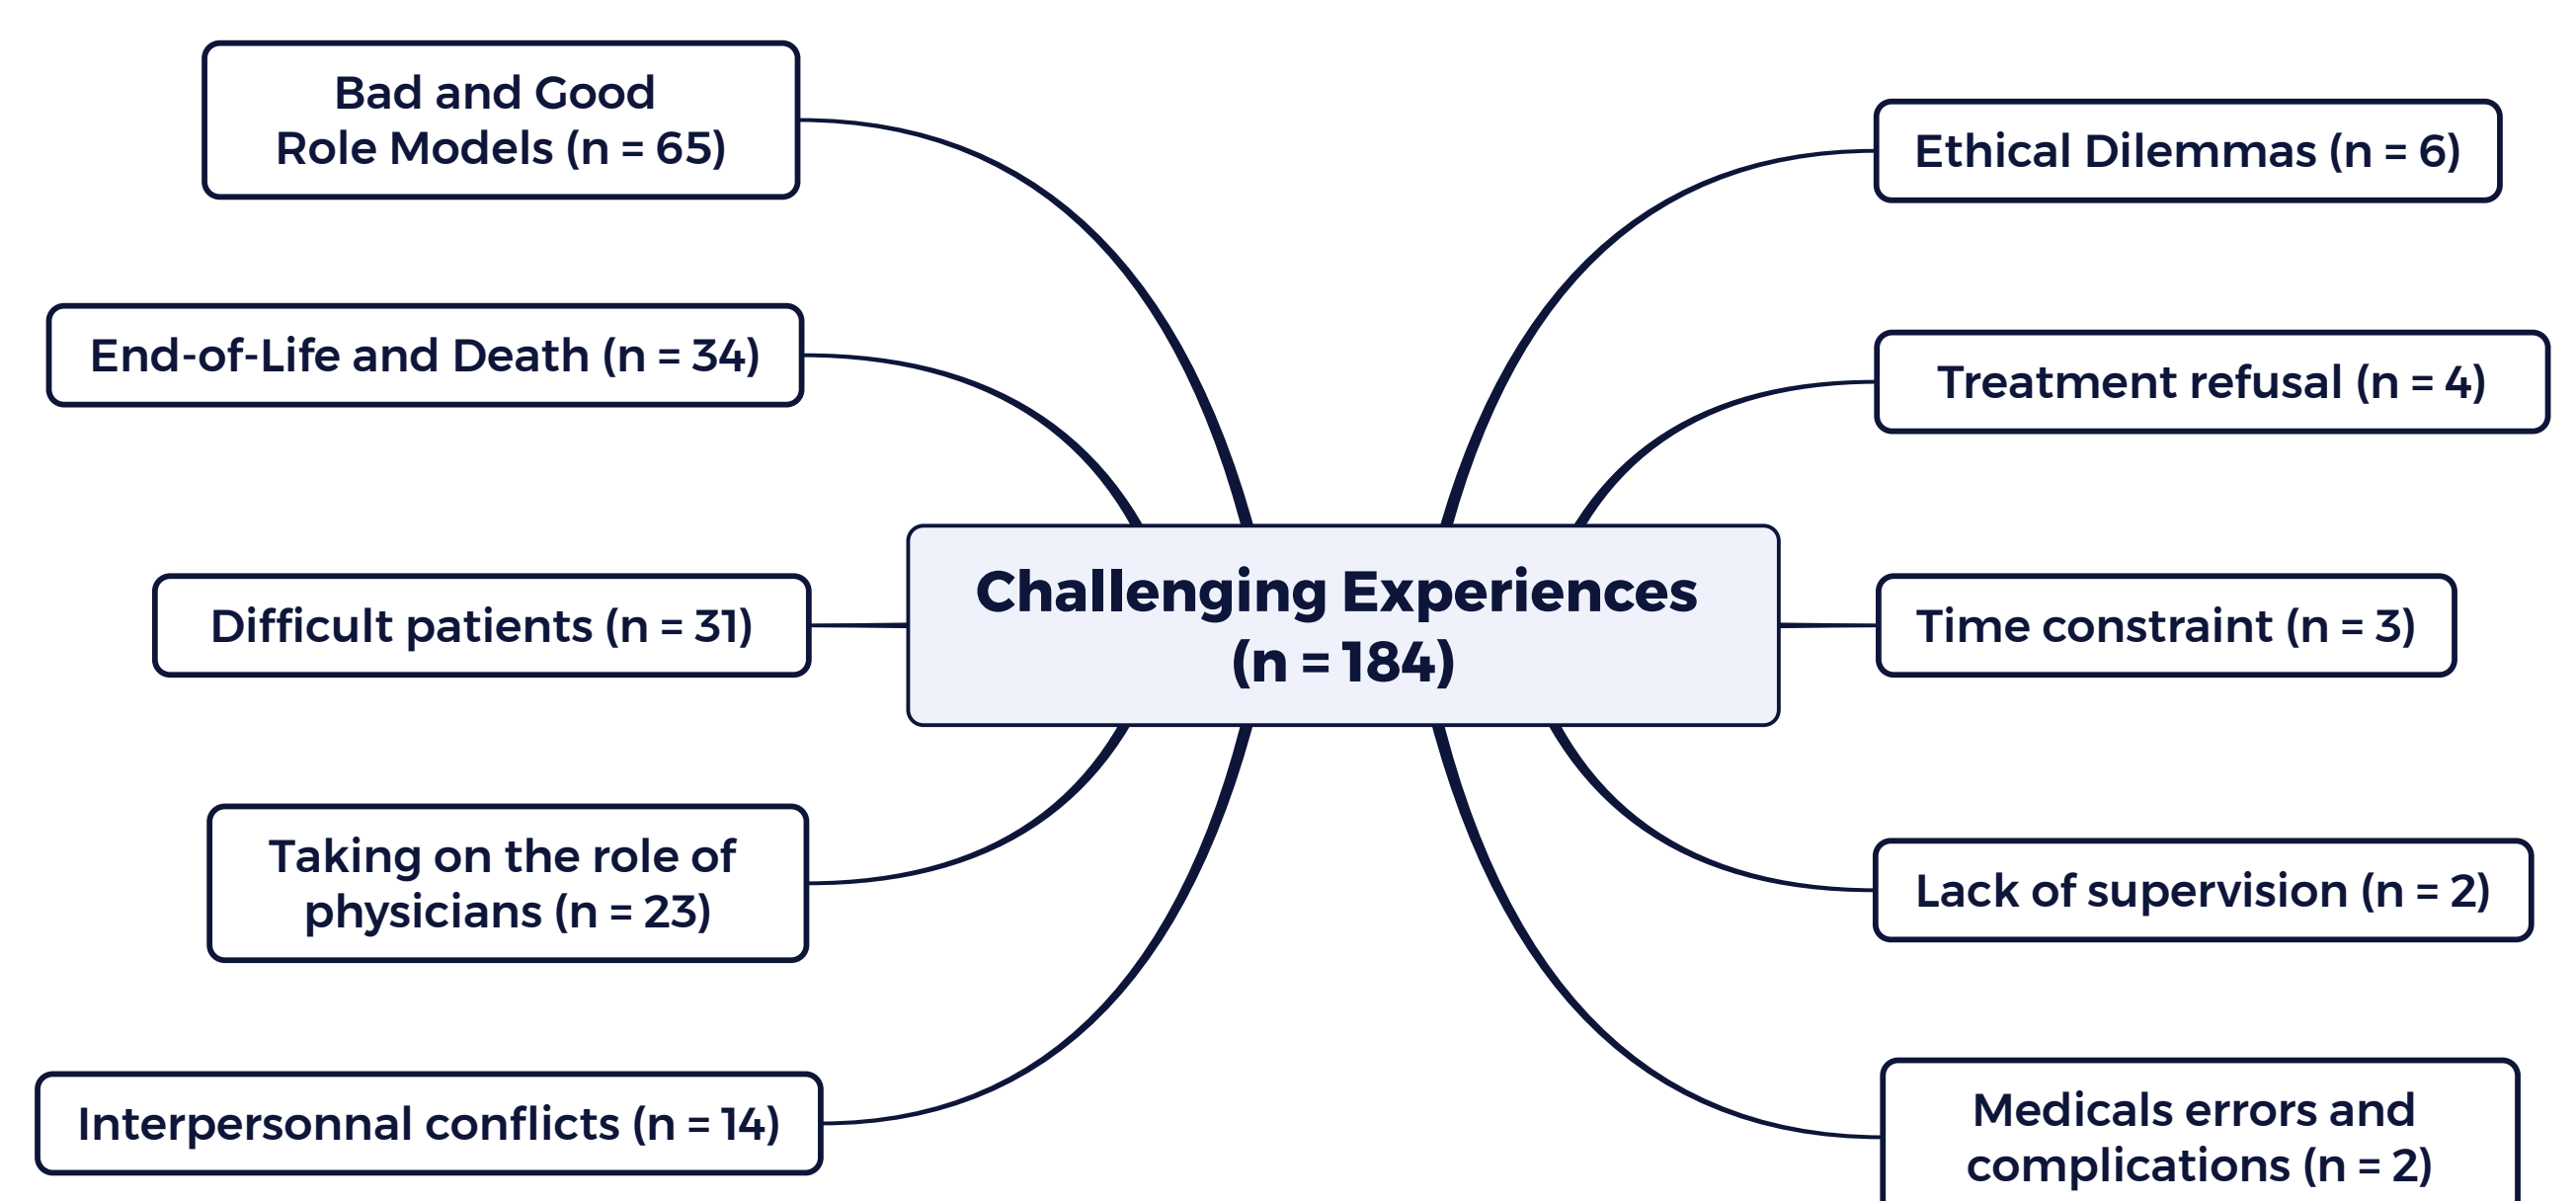 Bad and Good
Role Models (n = 65)
End-of-Life and Death (n = 34)
Difficult patients (n = 31)
Taking on the role of
physicians (n = 23)
Interpersonnal conflicts (n = 14)
Challenging Experiences
(n = 184)
Ethical Dilemmas (n = 6)
Treatment refusal (n = 4)
Time constraint (n = 3)
Lack of supervision (n = 2)
Medicals errors and
complications (n = 2)